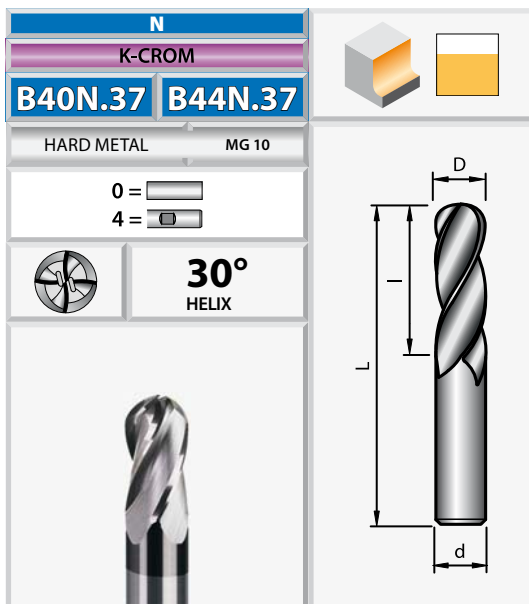 N
K-CROM
B40N.37 B44N.37
HARD METAL MG 10
0 =
4 =
30°
HELIX
D
l
L
d